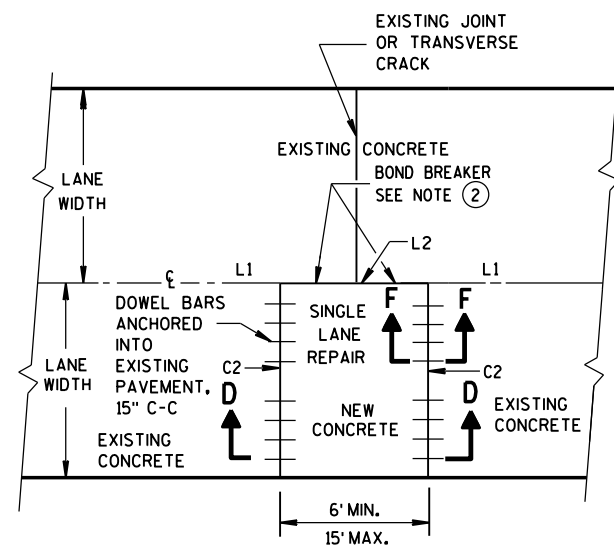 EXISTING JOINT
OR TRANSVERSE
CRACK
EXISTING CONCRETE
BOND BREAKER
SEE NOTE 2
LANE
WIDTH
L2
℄
L1
L1
DOWEL BARS
ANCHORED
INTO
EXISTING
PAVEMENT,
15" C-C
SINGLE
LANE
REPAIR
F
F
LANE
WIDTH
C2
C2
D
D
NEW
CONCRETE
EXISTING
CONCRETE
EXISTING
CONCRETE
6' MIN.
15' MAX.